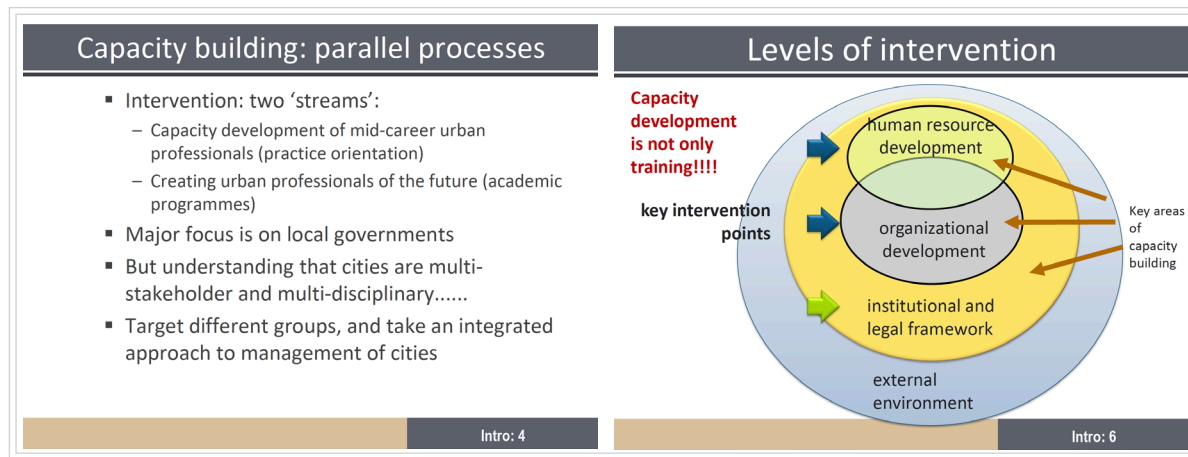 Capacity building: parallel processes
▪ Intervention: two ‘streams’:
– Capacity development of mid-career urban
professionals (practice orientation)
– Creating urban professionals of the future (academic
programmes)
▪ Major focus is on local governments
▪ But understanding that cities are multi-
stakeholder and multi-disciplinary......
▪ Target different groups, and take an integrated
approach to management of cities
Intro: 4
Levels of intervention
Capacity
development
is not only
training!!!!
key intervention
points
human resource
development
organizational
development
institutional and
legal framework
external
environment
Key areas
of
capacity
building
Intro: 6